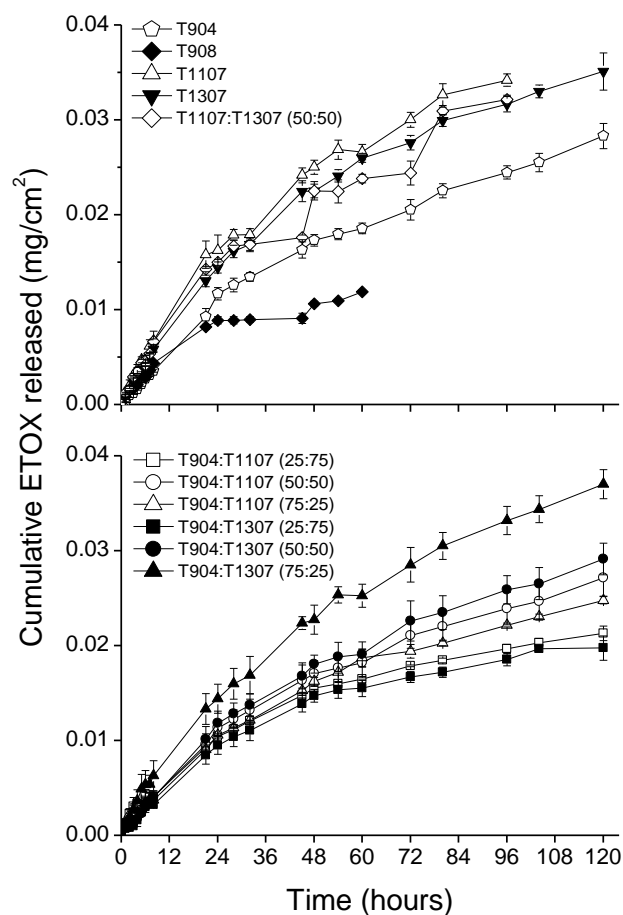 0.04
T904
T908
T1107
T1307
T1107:T1307 (50:50)
0.03
0.02
0.01
0.00
0.04
T904:T1107 (25:75)
T904:T1107 (50:50)
T904:T1107 (75:25)
T904:T1307 (25:75)
T904:T1307 (50:50)
T904:T1307 (75:25)
0.03
0.02
0.01
0.00
0 12 24 36 48 60 72 84 96 108 120
Time (hours)
Cumulative ETOX released (mg/cm²)